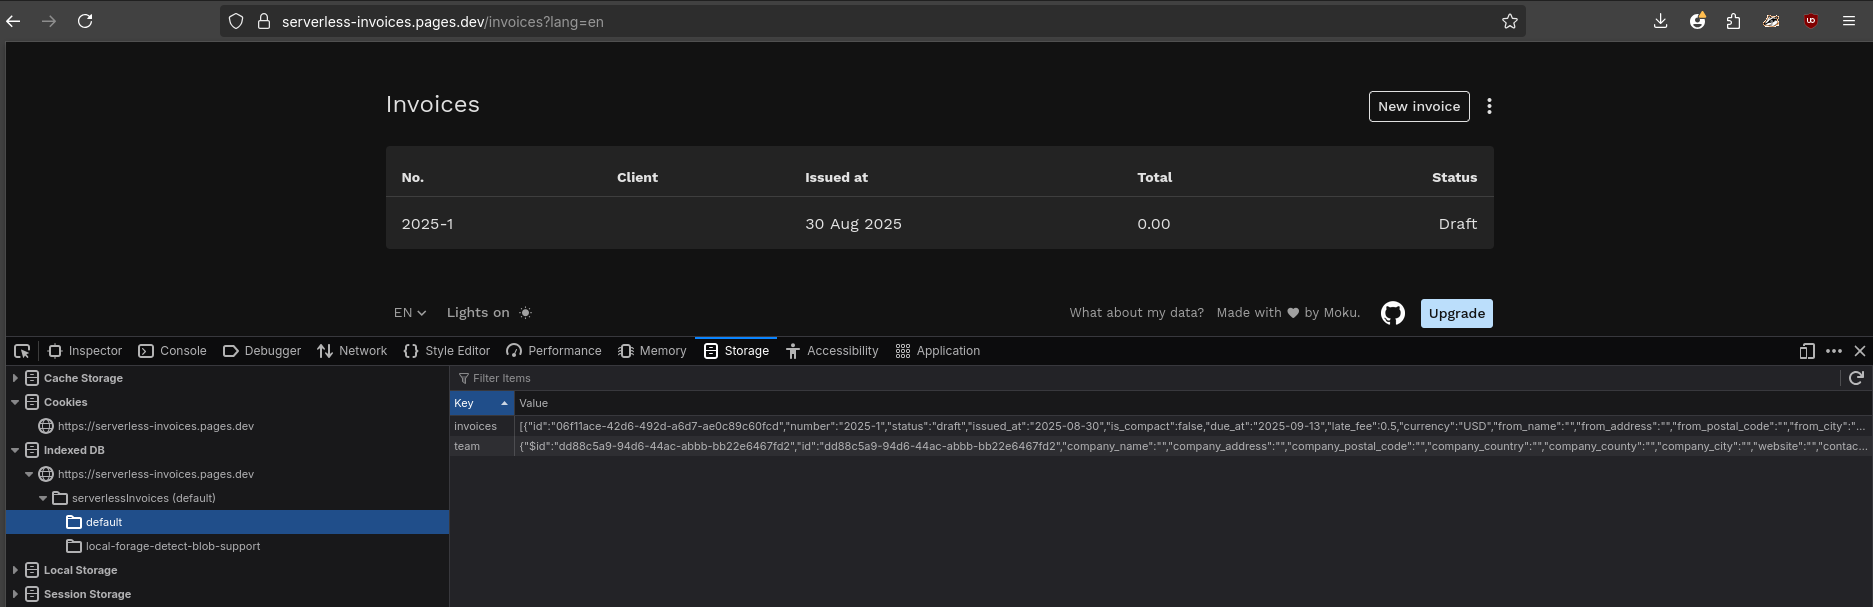 serverless-invoices.pages.dev/invoices?lang=en
Invoices
New invoice
No. Client Issued at Total Status
2025-1 30 Aug 2025 0.00 Draft
EN Lights on What about my data? Made with by Moku. Upgrade
Inspector Console Debugger Network Style Editor Performance Memory Storage Accessibility Application
Cache Storage
Cookies
https://serverless-invoices.pages.dev
Indexed DB
https://serverless-invoices.pages.dev
serverlessInvoices (default)
default
local-forage-detect-blob-support
Local Storage
Session Storage
Filter Items
Key Value
invoices [{"id":"06f11ace-42d6-492d-a6d7-ae0c89c60fcd","number":"2025-1","status":"draft","issued_at":"2025-08-30","is_compact":false,"due_at":"2025-09-13","late_fee":0.5,"currency":"USD","from_name":"","from_address":"","from_postal_code":"","from_city":"...
team {"$id":"dd88c5a9-94d6-44ac-abbb-bb22e6467fd2","id":"dd88c5a9-94d6-44ac-abbb-bb22e6467fd2","company_name":"","company_address":"","company_postal_code":"","company_country":"","company_county":"","company_city":"","website":"","contac...